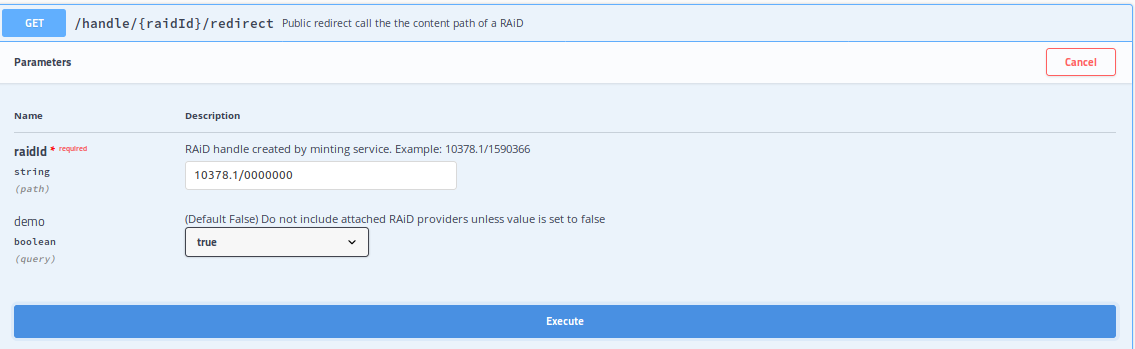 GET /handle/{raidId}/redirect Public redirect call the the content path of a RAiD
Parameters Cancel
Name Description
raidId * required RAiD handle created by minting service. Example: 10378.1/1590366
string 10378.1/0000000
(path)
demo (Default False) Do not include attached RAiD providers unless value is set to false
boolean true
(query)
Execute